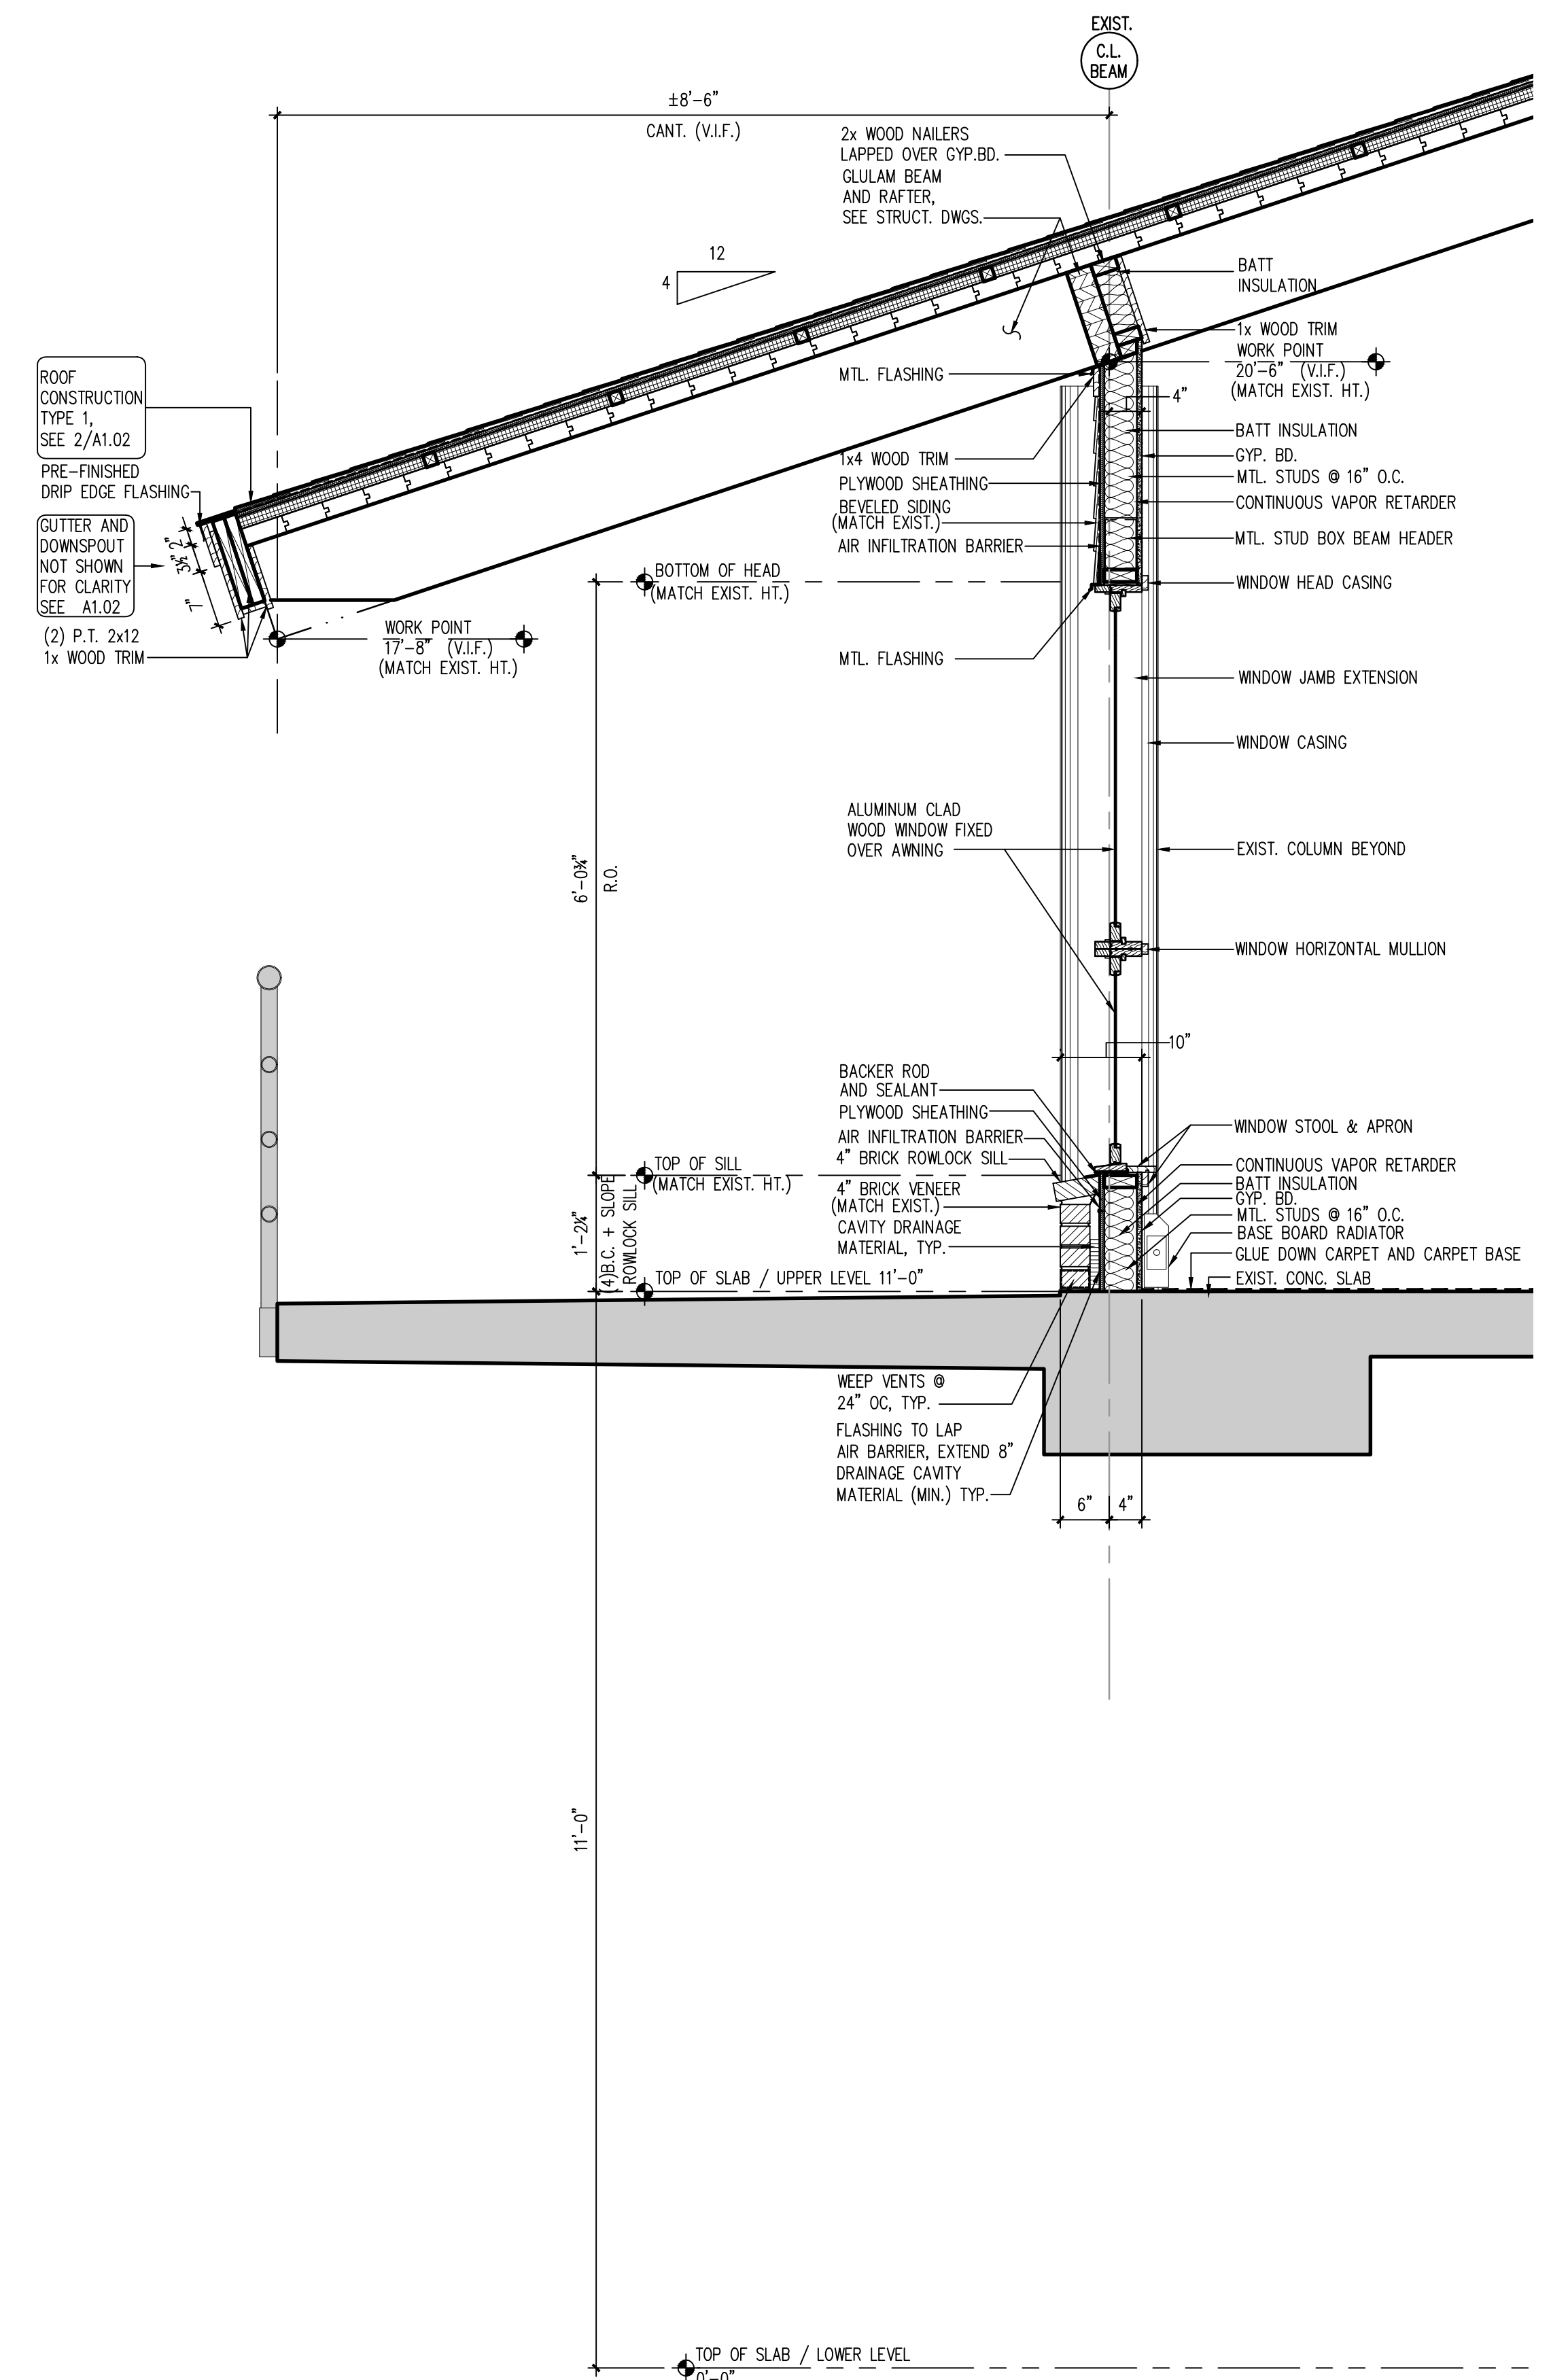 EXIST.
C.L.
BEAM
±8'-6"
CANT. (V.I.F.)
2x WOOD NAILERS
LAPPED OVER GYP.BD.
GLULAM BEAM
AND RAFTER,
SEE STRUCT. DWGS.
12
4
BATT
INSULATION
1x WOOD TRIM
WORK POINT
20'-6" (V.I.F.)
(MATCH EXIST. HT.)
MTL. FLASHING
4"
1x4 WOOD TRIM
PLYWOOD SHEATHING
BEVELED SIDING
(MATCH EXIST.)
AIR INFILTRATION BARRIER
BATT INSULATION
GYP. BD.
MTL. STUDS @ 16" O.C.
CONTINUOUS VAPOR RETARDER
MTL. STUD BOX BEAM HEADER
WINDOW HEAD CASING
ROOF
CONSTRUCTION
TYPE 1,
SEE 2/A1.02
PRE-FINISHED
DRIP EDGE FLASHING
GUTTER AND
DOWNSPOUT
NOT SHOWN
FOR CLARITY
SEE A1.02
2"
3½"
7"
(2) P.T. 2x12
1x WOOD TRIM
WORK POINT
17'-8" (V.I.F.)
(MATCH EXIST. HT.)
BOTTOM OF HEAD
(MATCH EXIST. HT.)
MTL. FLASHING
WINDOW JAMB EXTENSION
WINDOW CASING
ALUMINUM CLAD
WOOD WINDOW FIXED
OVER AWNING
EXIST. COLUMN BEYOND
6'-0¾"
R.O.
WINDOW HORIZONTAL MULLION
10"
BACKER ROD
AND SEALANT
PLYWOOD SHEATHING
AIR INFILTRATION BARRIER
4" BRICK ROWLOCK SILL
4" BRICK VENEER
(MATCH EXIST.)
CAVITY DRAINAGE
MATERIAL, TYP.
TOP OF SILL
(MATCH EXIST. HT.)
1'-2¼"
(4)B.C. + SLOPE
ROWLOCK SILL
TOP OF SLAB / UPPER LEVEL 11'-0"
WINDOW STOOL & APRON
CONTINUOUS VAPOR RETARDER
BATT INSULATION
GYP. BD.
MTL. STUDS @ 16" O.C.
BASE BOARD RADIATOR
GLUE DOWN CARPET AND CARPET BASE
EXIST. CONC. SLAB
WEEP VENTS @
24" OC, TYP.
FLASHING TO LAP
AIR BARRIER, EXTEND 8"
DRAINAGE CAVITY
MATERIAL (MIN.) TYP.
6"
4"
11'-0"
TOP OF SLAB / LOWER LEVEL
0'-0"